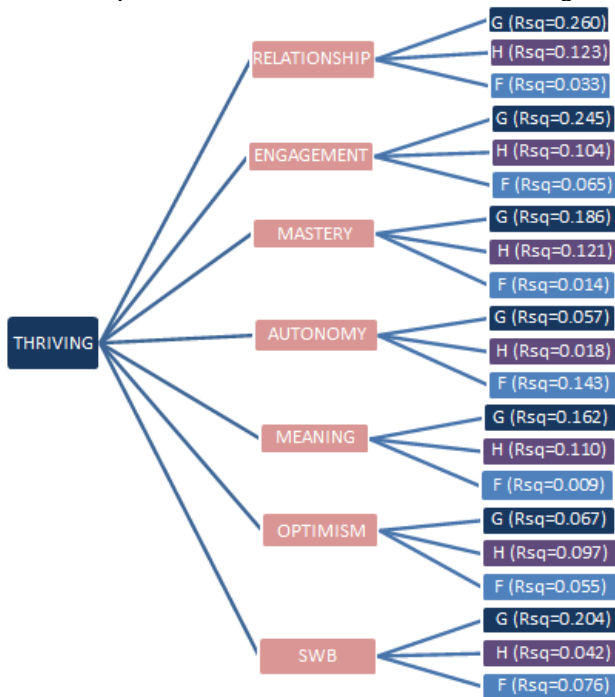 THRIVING
RELATIONSHIP
G (Rsq=0.260)
H (Rsq=0.123)
F (Rsq=0.033)
ENGAGEMENT
G (Rsq=0.245)
H (Rsq=0.104)
F (Rsq=0.065)
MASTERY
G (Rsq=0.186)
H (Rsq=0.121)
F (Rsq=0.014)
AUTONOMY
G (Rsq=0.057)
H (Rsq=0.018)
F (Rsq=0.143)
MEANING
G (Rsq=0.162)
H (Rsq=0.110)
F (Rsq=0.009)
OPTIMISM
G (Rsq=0.067)
H (Rsq=0.097)
F (Rsq=0.055)
SWB
G (Rsq=0.204)
H (Rsq=0.042)
F (Rsq=0.076)